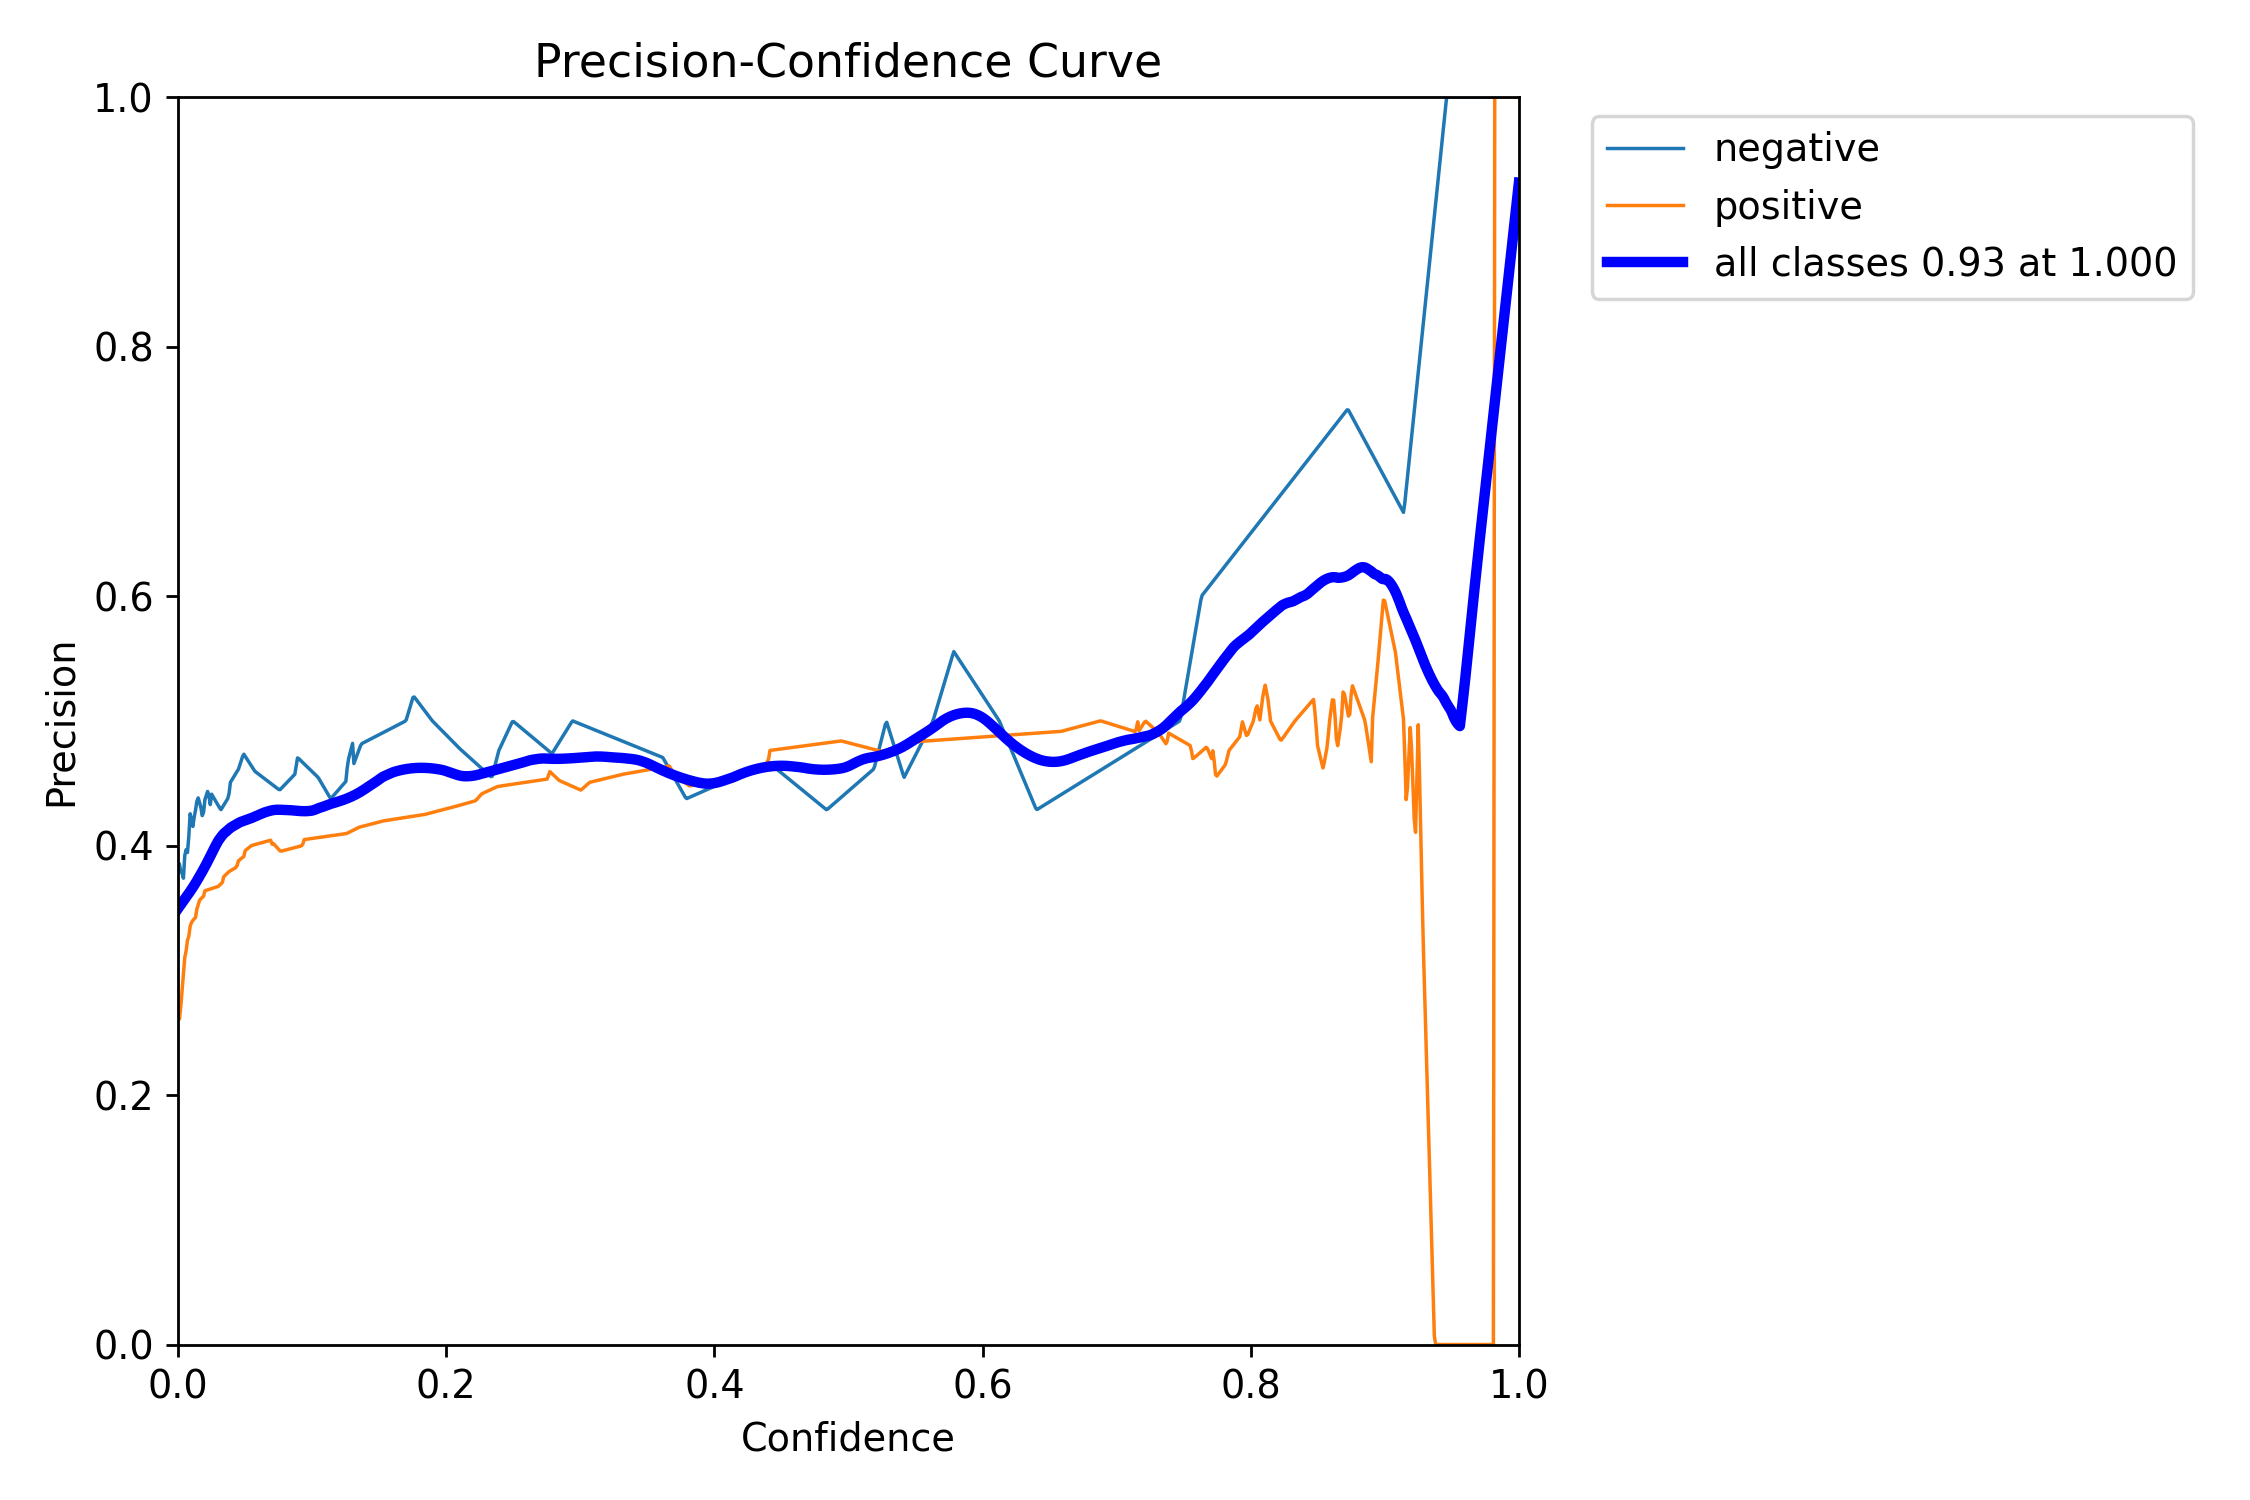 Precision-Confidence Curve
1.0
0.8
0.6
0.4
0.2
0.0
Precision
0.0 0.2 0.4 0.6 0.8 1.0
Confidence
negative
positive
all classes 0.93 at 1.000